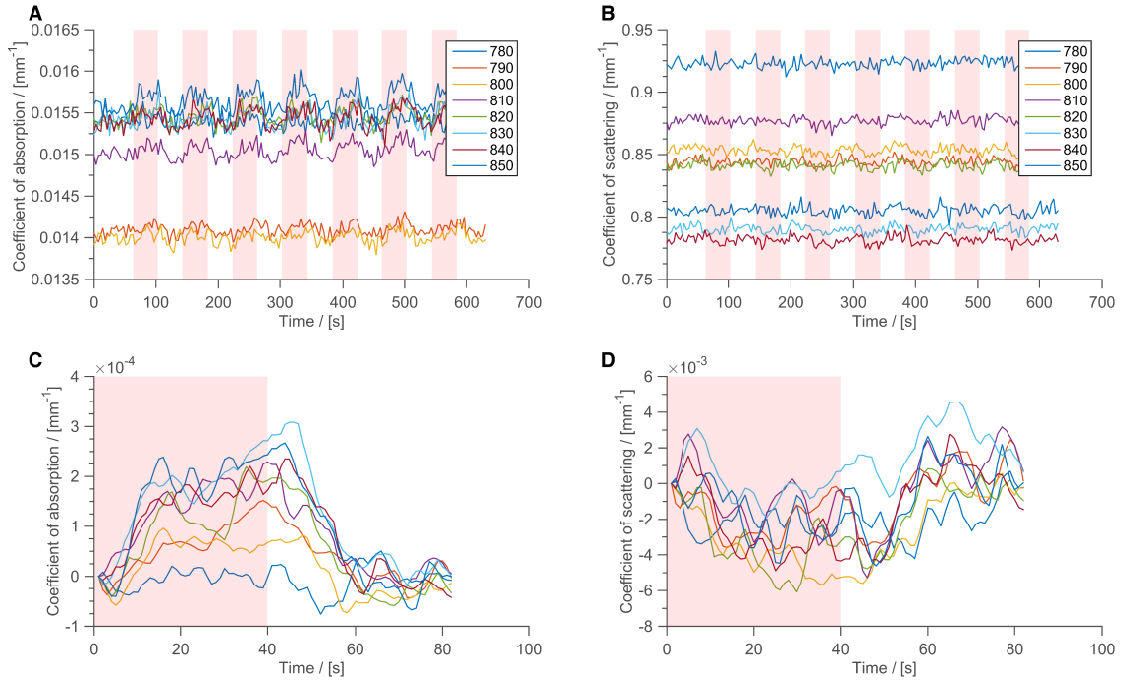 A
B
0.0165
0.016
0.0155
0.015
0.0145
0.014
0.0135
Coefficient of absorption / [mm-1]
0 100 200 300 400 500 600 700
Time / [s]
780
790
800
810
820
830
840
850
0.95
0.9
0.85
0.8
0.75
Coefficient of scattering / [mm-1]
0 100 200 300 400 500 600 700
Time / [s]
780
790
800
810
820
830
840
850
C
×10-4
4
3
2
1
0
-1
Coefficient of absorption / [mm-1]
0 20 40 60 80 100
Time / [s]
D
×10-3
6
4
2
0
-2
-4
-6
-8
Coefficient of scattering / [mm-1]
0 20 40 60 80 100
Time / [s]